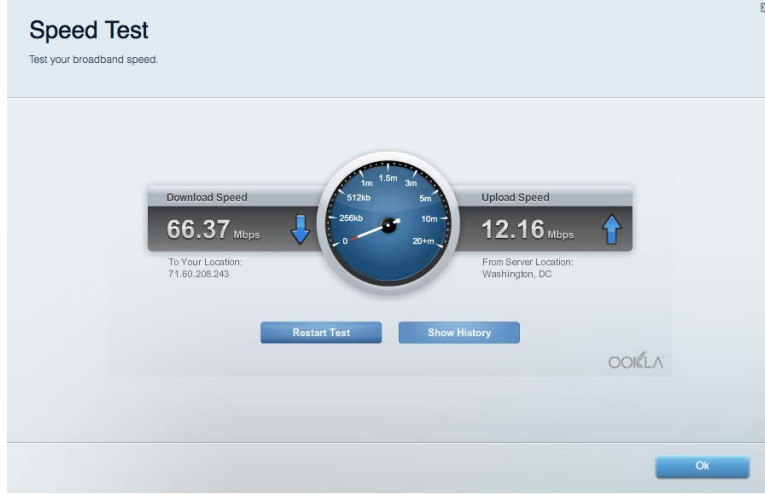 Speed Test
Test your broadband speed.
Download Speed
66.37 Mbps
To Your Location:
71.60.208.243
0
256kb
512kb
1m
1.5m
3m
5m
10m
20+m
Upload Speed
12.16 Mbps
From Server Location:
Washington, DC
Restart Test
Show History
OOKLA
Ok